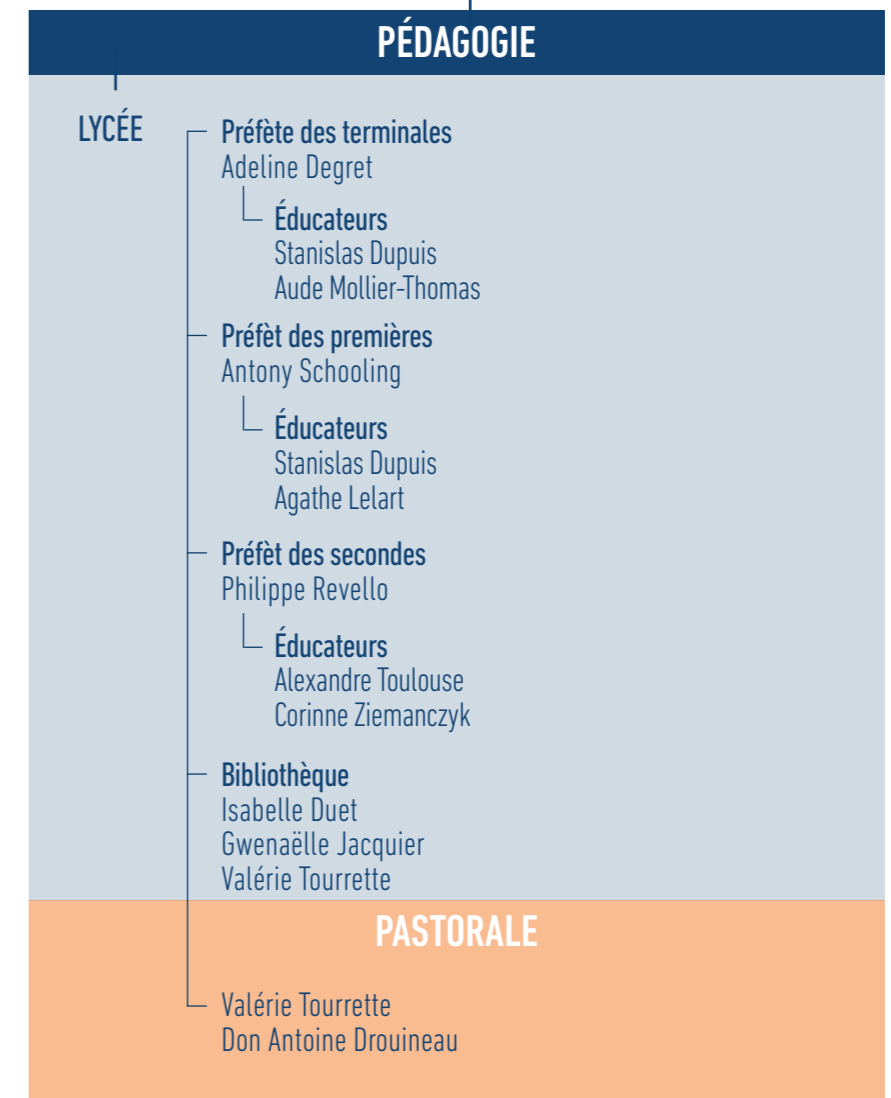 PÉDAGOGIE
LYCÉE
Préfète des terminales
Adeline Degret
Éducateurs
Stanislas Dupuis
Aude Mollier-Thomas
Préfèt des premières
Antony Schooling
Éducateurs
Stanislas Dupuis
Agathe Lelart
Préfèt des secondes
Philippe Revello
Éducateurs
Alexandre Toulouse
Corinne Ziemanczyk
Bibliothèque
Isabelle Duet
Gwenaëlle Jacquier
Valérie Tourrette
PASTORALE
Valérie Tourrette
Don Antoine Drouineau